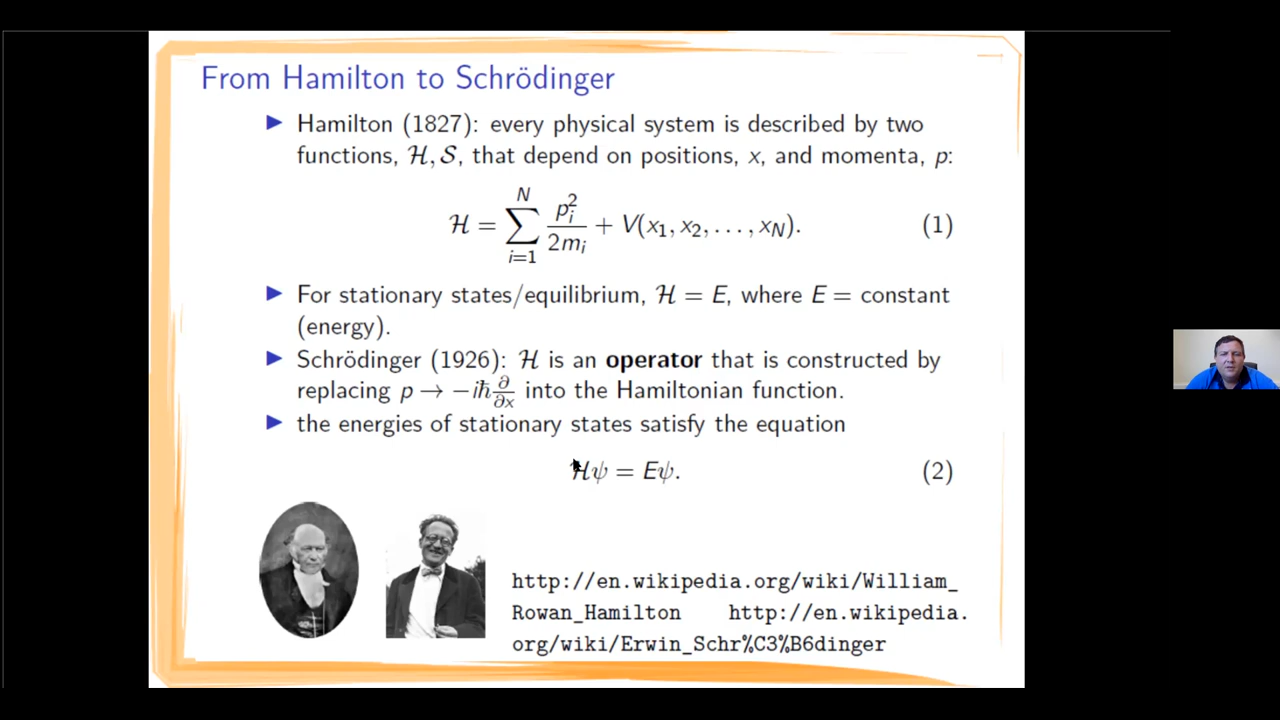 From Hamilton to Schrödinger
▶ Hamilton (1827): every physical system is described by two
functions, ℋ, 𝒮, that depend on positions, x, and momenta, p:
ℋ = ∑_{i=1}^{N} p_i^2/2m_i + V(x_1, x_2, . . . , x_N). (1)
▶ For stationary states/equilibrium, ℋ = E, where E = constant
(energy).
▶ Schrödinger (1926): ℋ is an operator that is constructed by
replacing p → −iℏ ∂/∂x into the Hamiltonian function.
▶ the energies of stationary states satisfy the equation
ℋψ = Eψ. (2)
http://en.wikipedia.org/wiki/William_
Rowan_Hamilton http://en.wikipedia.
org/wiki/Erwin_Schr%C3%B6dinger